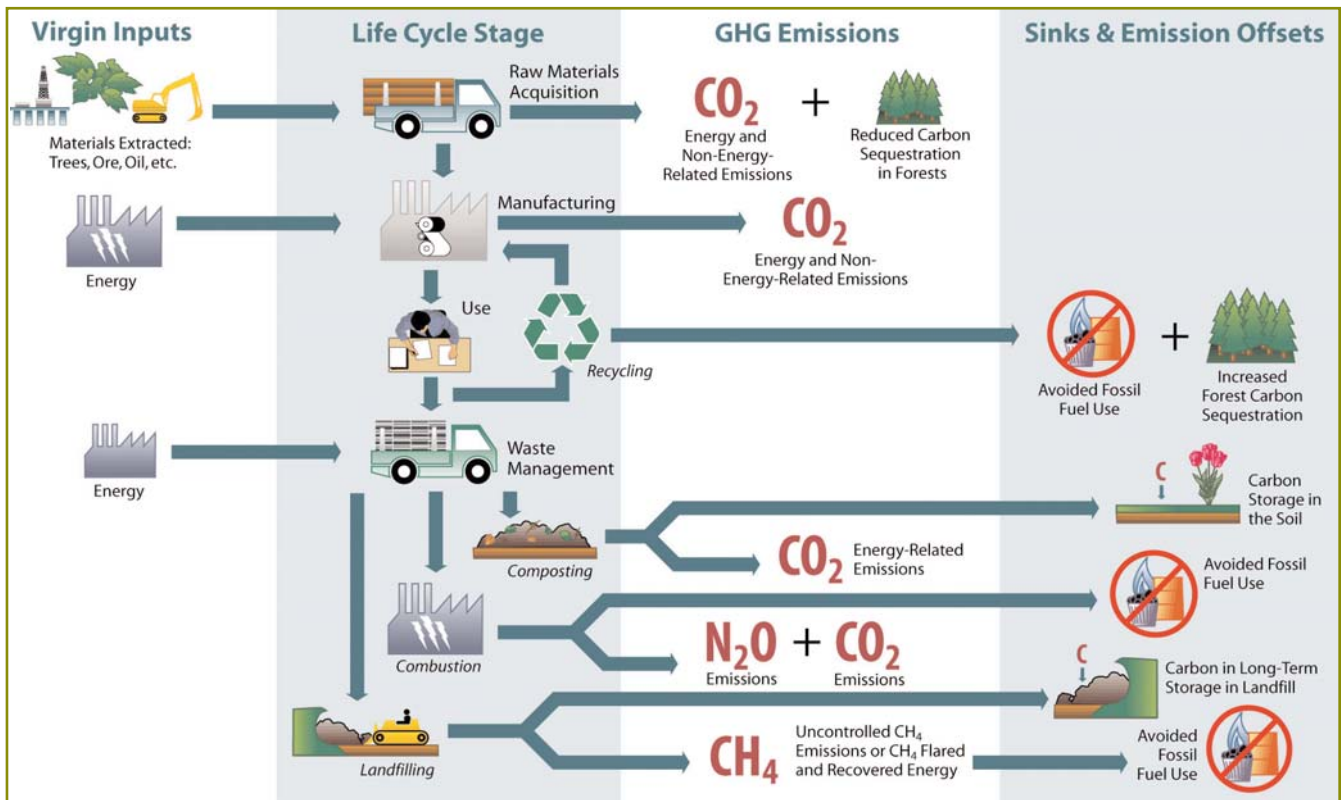 Virgin Inputs
Life Cycle Stage
GHG Emissions
Sinks & Emission Offsets
Materials Extracted:
Trees, Ore, Oil, etc.
Raw Materials
Acquisition
CO2
Energy and
Non-Energy-
Related Emissions
+
Reduced Carbon
Sequestration
in Forests
Energy
Manufacturing
CO2
Energy and Non-
Energy-Related Emissions
Use
Recycling
Avoided Fossil
Fuel Use
+
Increased
Forest Carbon
Sequestration
Energy
Waste
Management
Composting
C
Carbon
Storage in
the Soil
CO2
Energy-Related
Emissions
Combustion
Avoided Fossil
Fuel Use
N2O
Emissions
+
CO2
Emissions
Landfilling
C
Carbon in Long-Term
Storage in Landfill
CH4
Uncontrolled CH4
Emissions or CH4 Flared
and Recovered Energy
Avoided
Fossil
Fuel Use